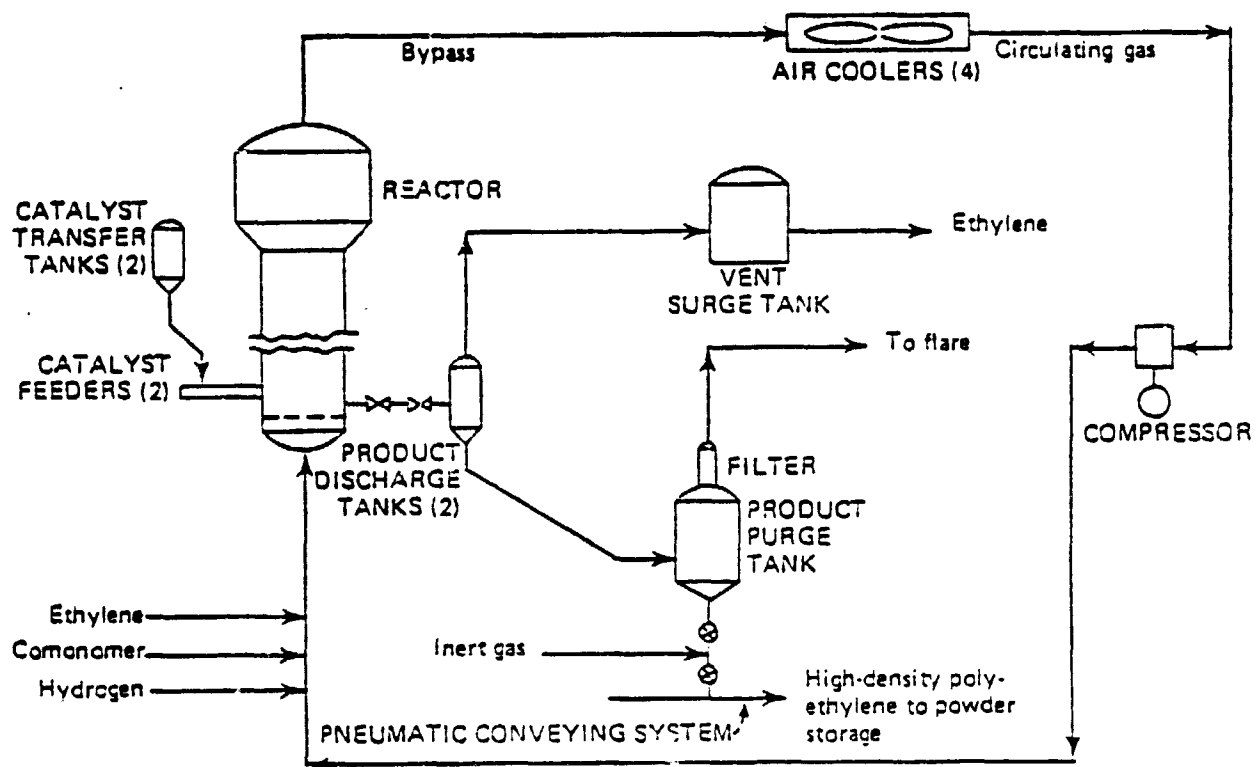 Bypass
AIR COOLERS (4)
Circulating gas
REACTOR
CATALYST
TRANSFER
TANKS (2)
Ethylene
VENT
SURGE TANK
To flare
CATALYST
FEEDERS (2)
COMPRESSOR
PRODUCT
DISCHARGE
TANKS (2)
FILTER
PRODUCT
PURGE
TANK
Ethylene
Comonomer
Hydrogen
Inert gas
High-density poly-
ethylene to powder
storage
PNEUMATIC CONVEYING SYSTEM